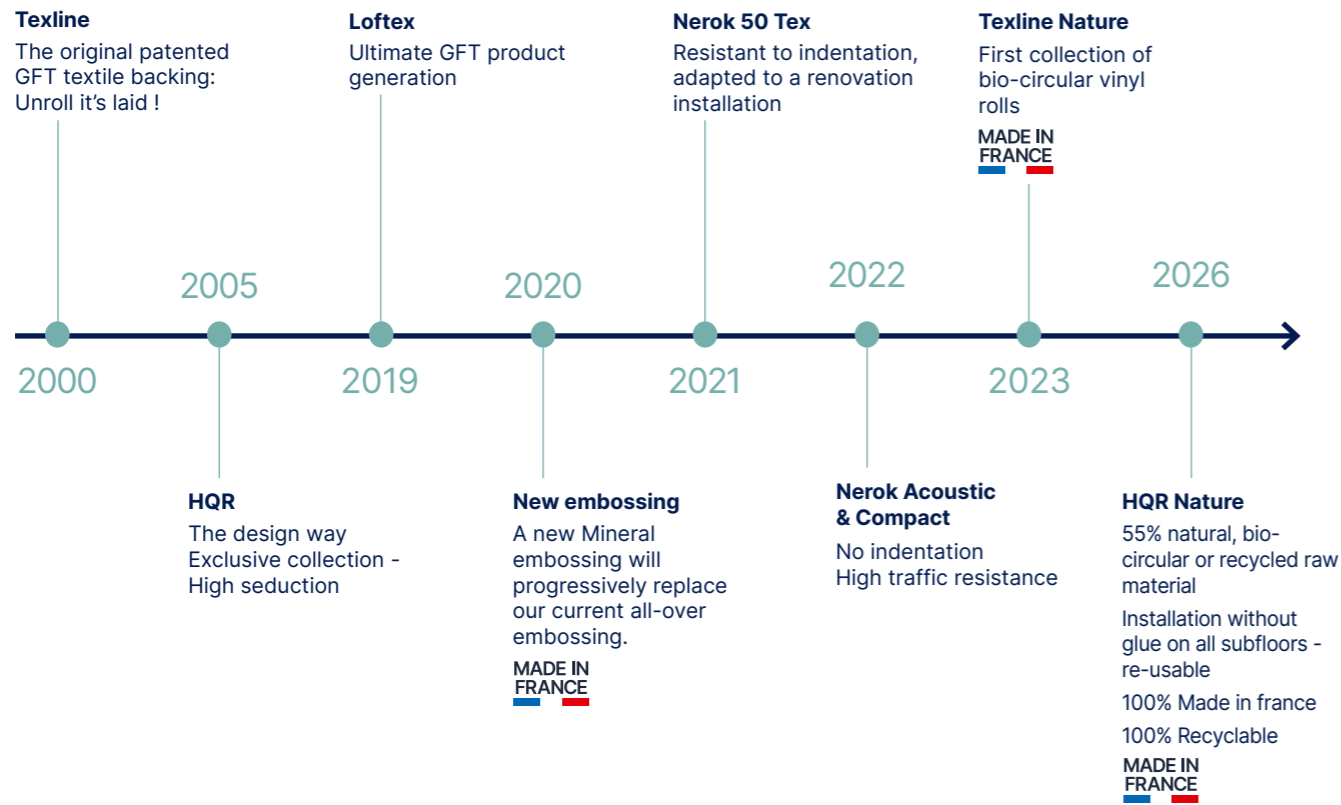 Texline
The original patented
GFT textile backing:
Unroll it’s laid !
Loftex
Ultimate GFT product
generation
Nerok 50 Tex
Resistant to indentation,
adapted to a renovation
installation
Texline Nature
First collection of
bio-circular vinyl
rolls
MADE IN
FRANCE
2005
2020
2022
2026
2000
2019
2021
2023
HQR
The design way
Exclusive collection -
High seduction
New embossing
A new Mineral
embossing will
progressively replace
our current all-over
embossing.
MADE IN
FRANCE
Nerok Acoustic
& Compact
No indentation
High traffic resistance
HQR Nature
55% natural, bio-
circular or recycled raw
material
Installation without
glue on all subfloors -
re-usable
100% Made in france
100% Recyclable
MADE IN
FRANCE